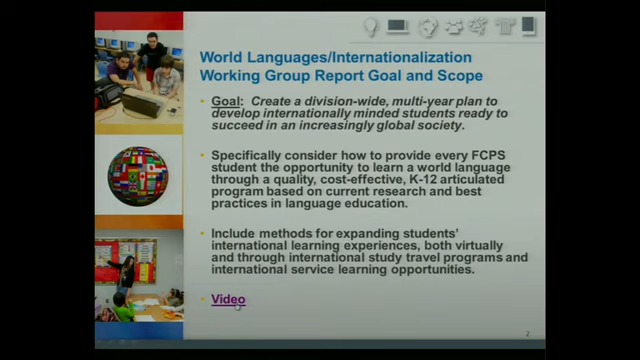 World Languages/Internationalization
Working Group Report Goal and Scope
• Goal: Create a division-wide, multi-year plan to
develop internationally minded students ready to
succeed in an increasingly global society.
• Specifically consider how to provide every FCPS
student the opportunity to learn a world language
through a quality, cost-effective, K-12 articulated
program based on current research and best
practices in language education.
• Include methods for expanding students'
international learning experiences, both virtually
and through international study travel programs and
international service learning opportunities.
• Video
2